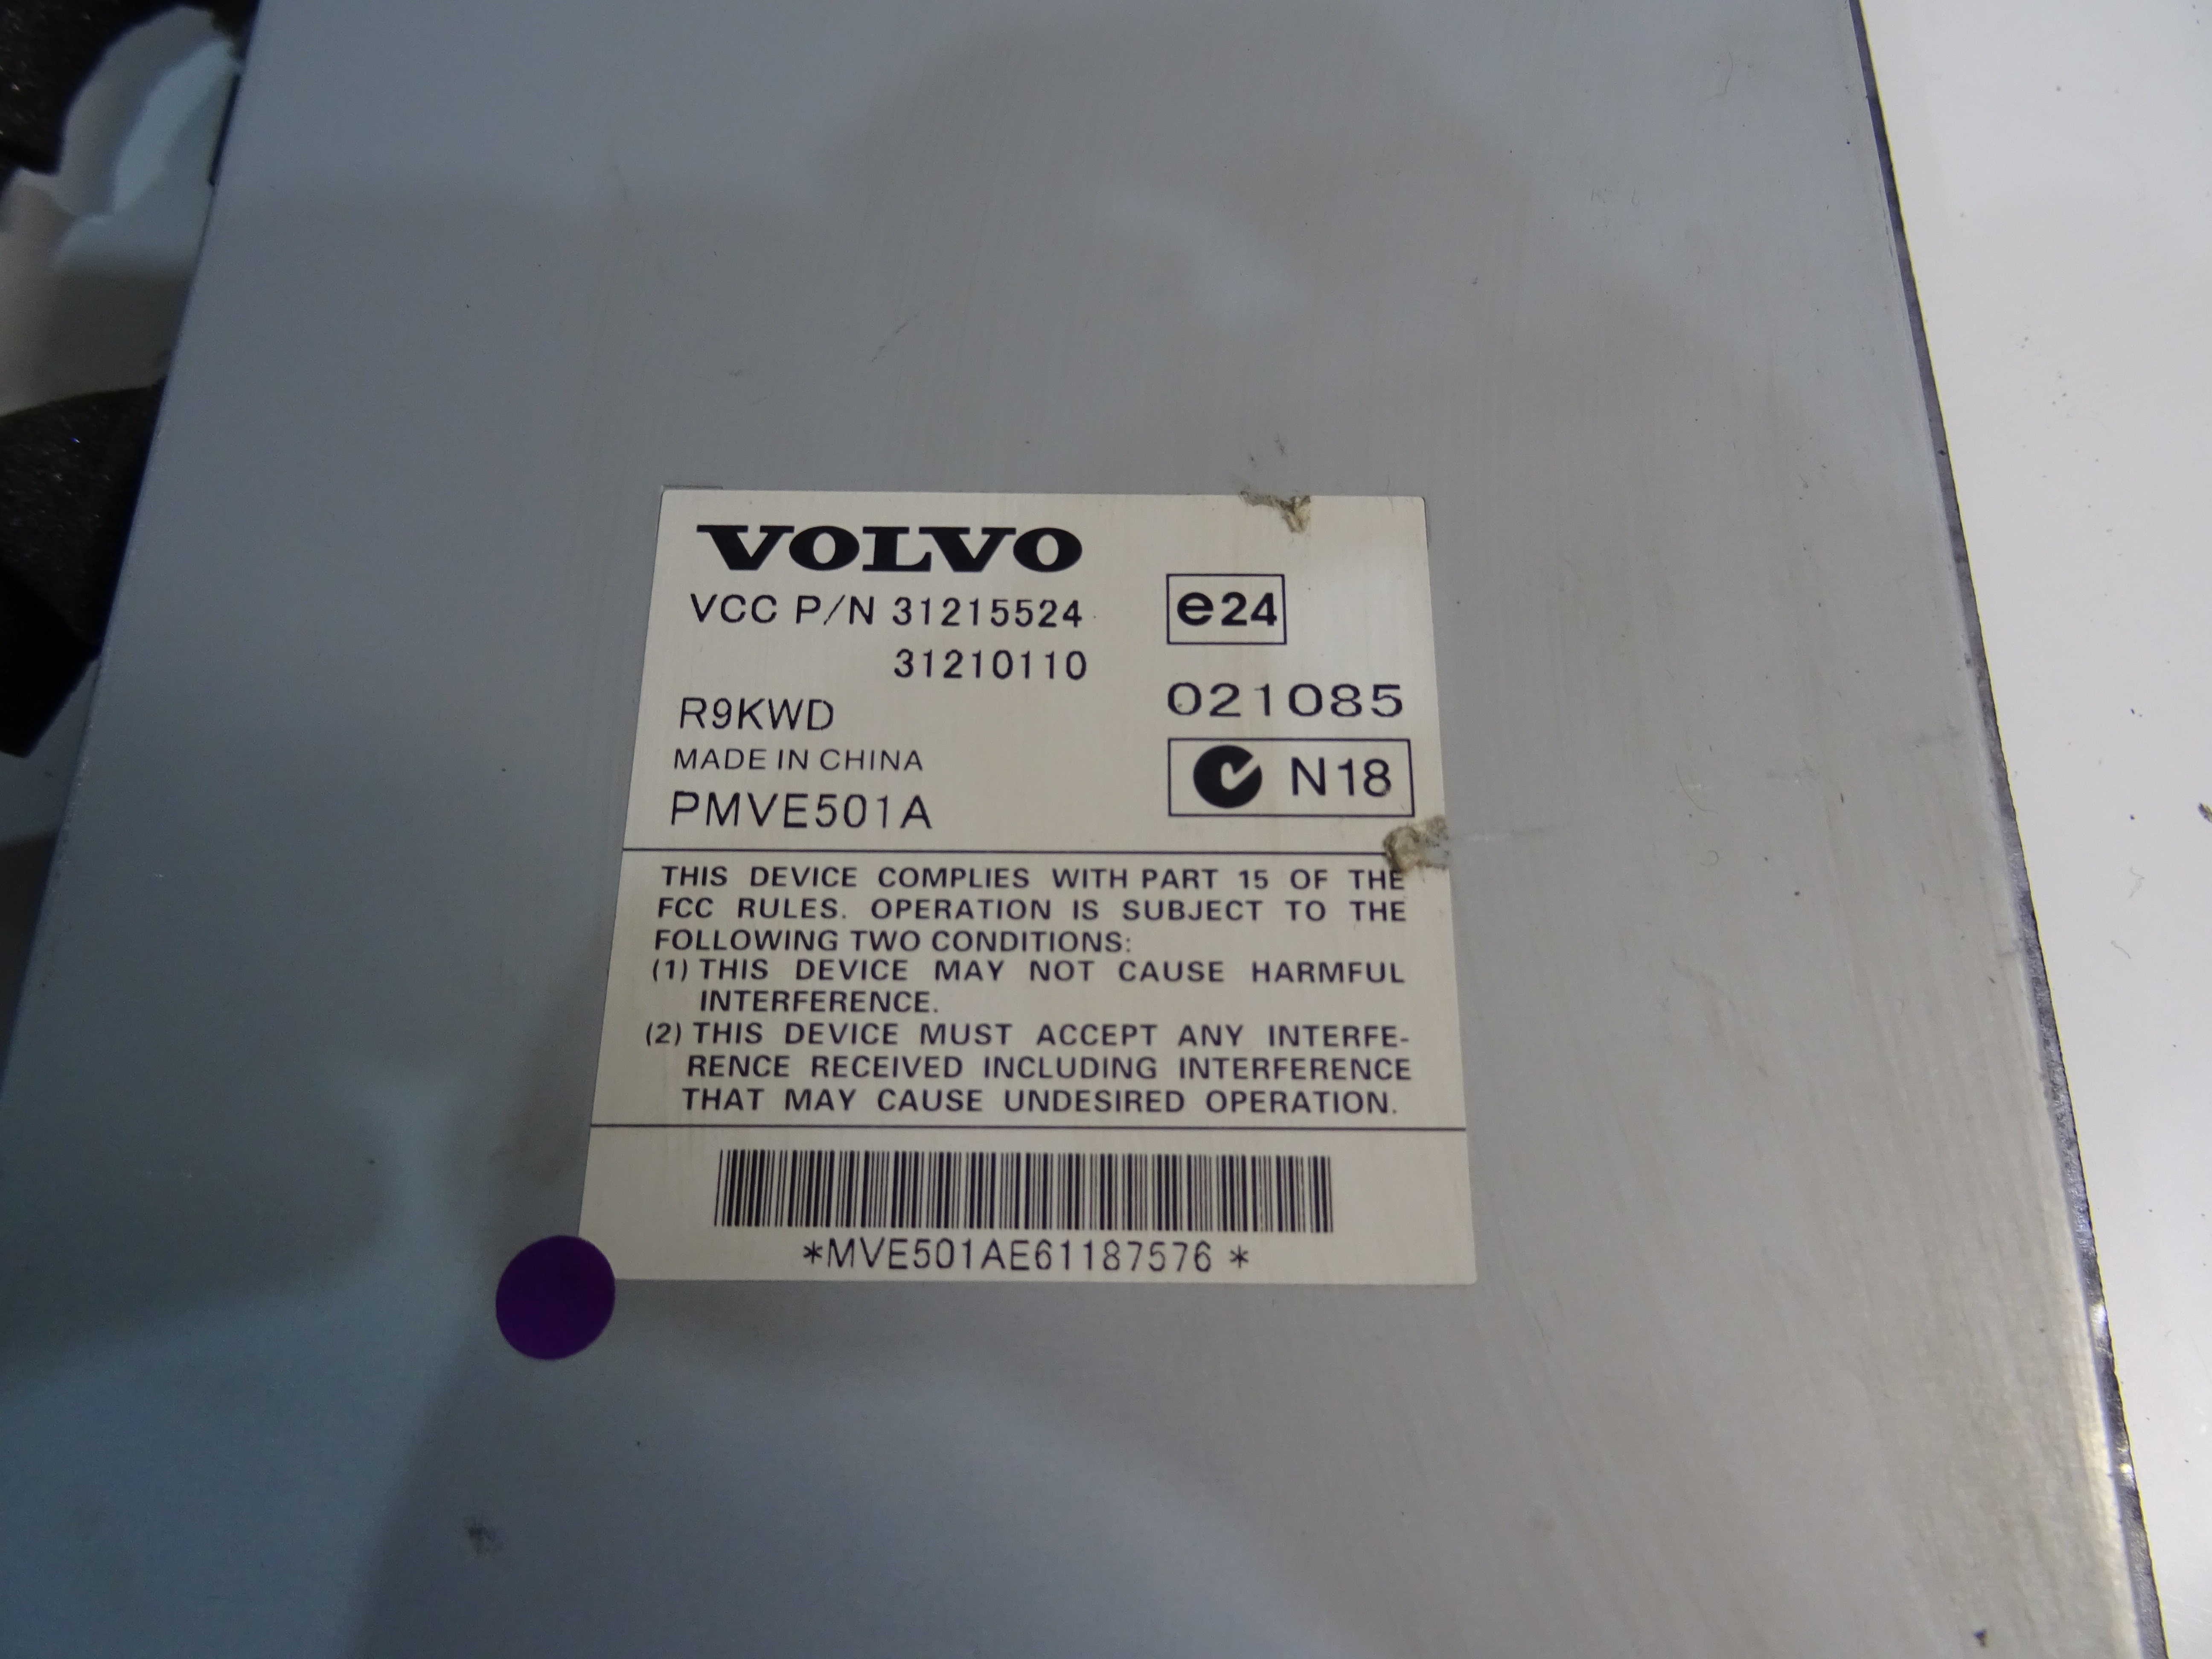 VOLVO
VCC P/N 31215524
31210110
e24
R9KWD
021085
MADE IN CHINA
N18
PMVE501A
THIS DEVICE COMPLIES WITH PART 15 OF THE
FCC RULES. OPERATION IS SUBJECT TO THE
FOLLOWING TWO CONDITIONS:
(1) THIS DEVICE MAY NOT CAUSE HARMFUL
INTERFERENCE.
(2) THIS DEVICE MUST ACCEPT ANY INTERFE-
RENCE RECEIVED INCLUDING INTERFERENCE
THAT MAY CAUSE UNDESIRED OPERATION.
*MVE501AE61187576 *